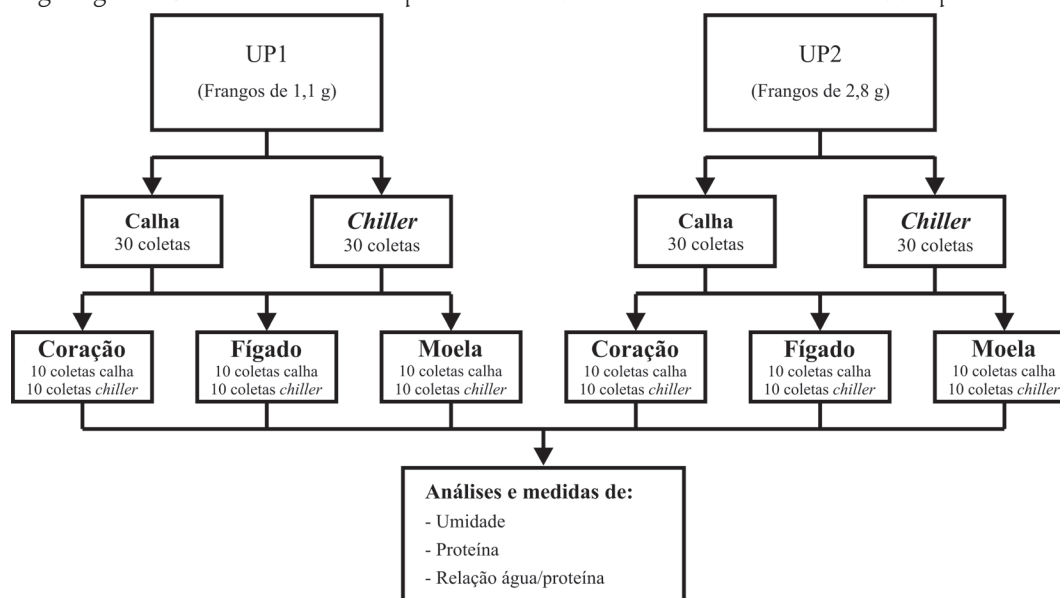 UP1
(Frangos de 1,1 g)
UP2
(Frangos de 2,8 g)
Calha
30 coletas
Chiller
30 coletas
Calha
30 coletas
Chiller
30 coletas
Coração
10 coletas calha
10 coletas chiller
Fígado
10 coletas calha
10 coletas chiller
Moela
10 coletas calha
10 coletas chiller
Coração
10 coletas calha
10 coletas chiller
Fígado
10 coletas calha
10 coletas chiller
Moela
10 coletas calha
10 coletas chiller
Análises e medidas de:
- Umidade
- Proteína
- Relação água/proteína